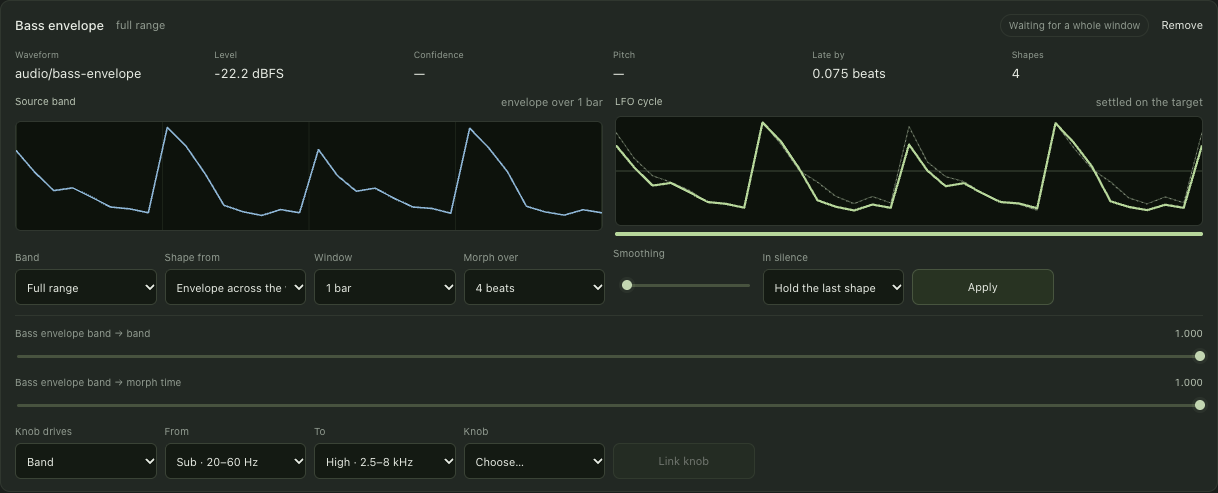 Bass envelope full range Waiting for a whole window Remove
Waveform Level Confidence Pitch Late by Shapes
audio/bass-envelope -22.2 dBFS — — 0.075 beats 4
Source band envelope over 1 bar LFO cycle settled on the target
Band Shape from Window Morph over Smoothing In silence
Full range Envelope across the 1 bar 4 beats Hold the last shape Apply
Bass envelope band → band 1.000
Bass envelope band → morph time 1.000
Knob drives From To Knob
Band Sub · 20–60 Hz High · 2.5–8 kHz Choose... Link knob